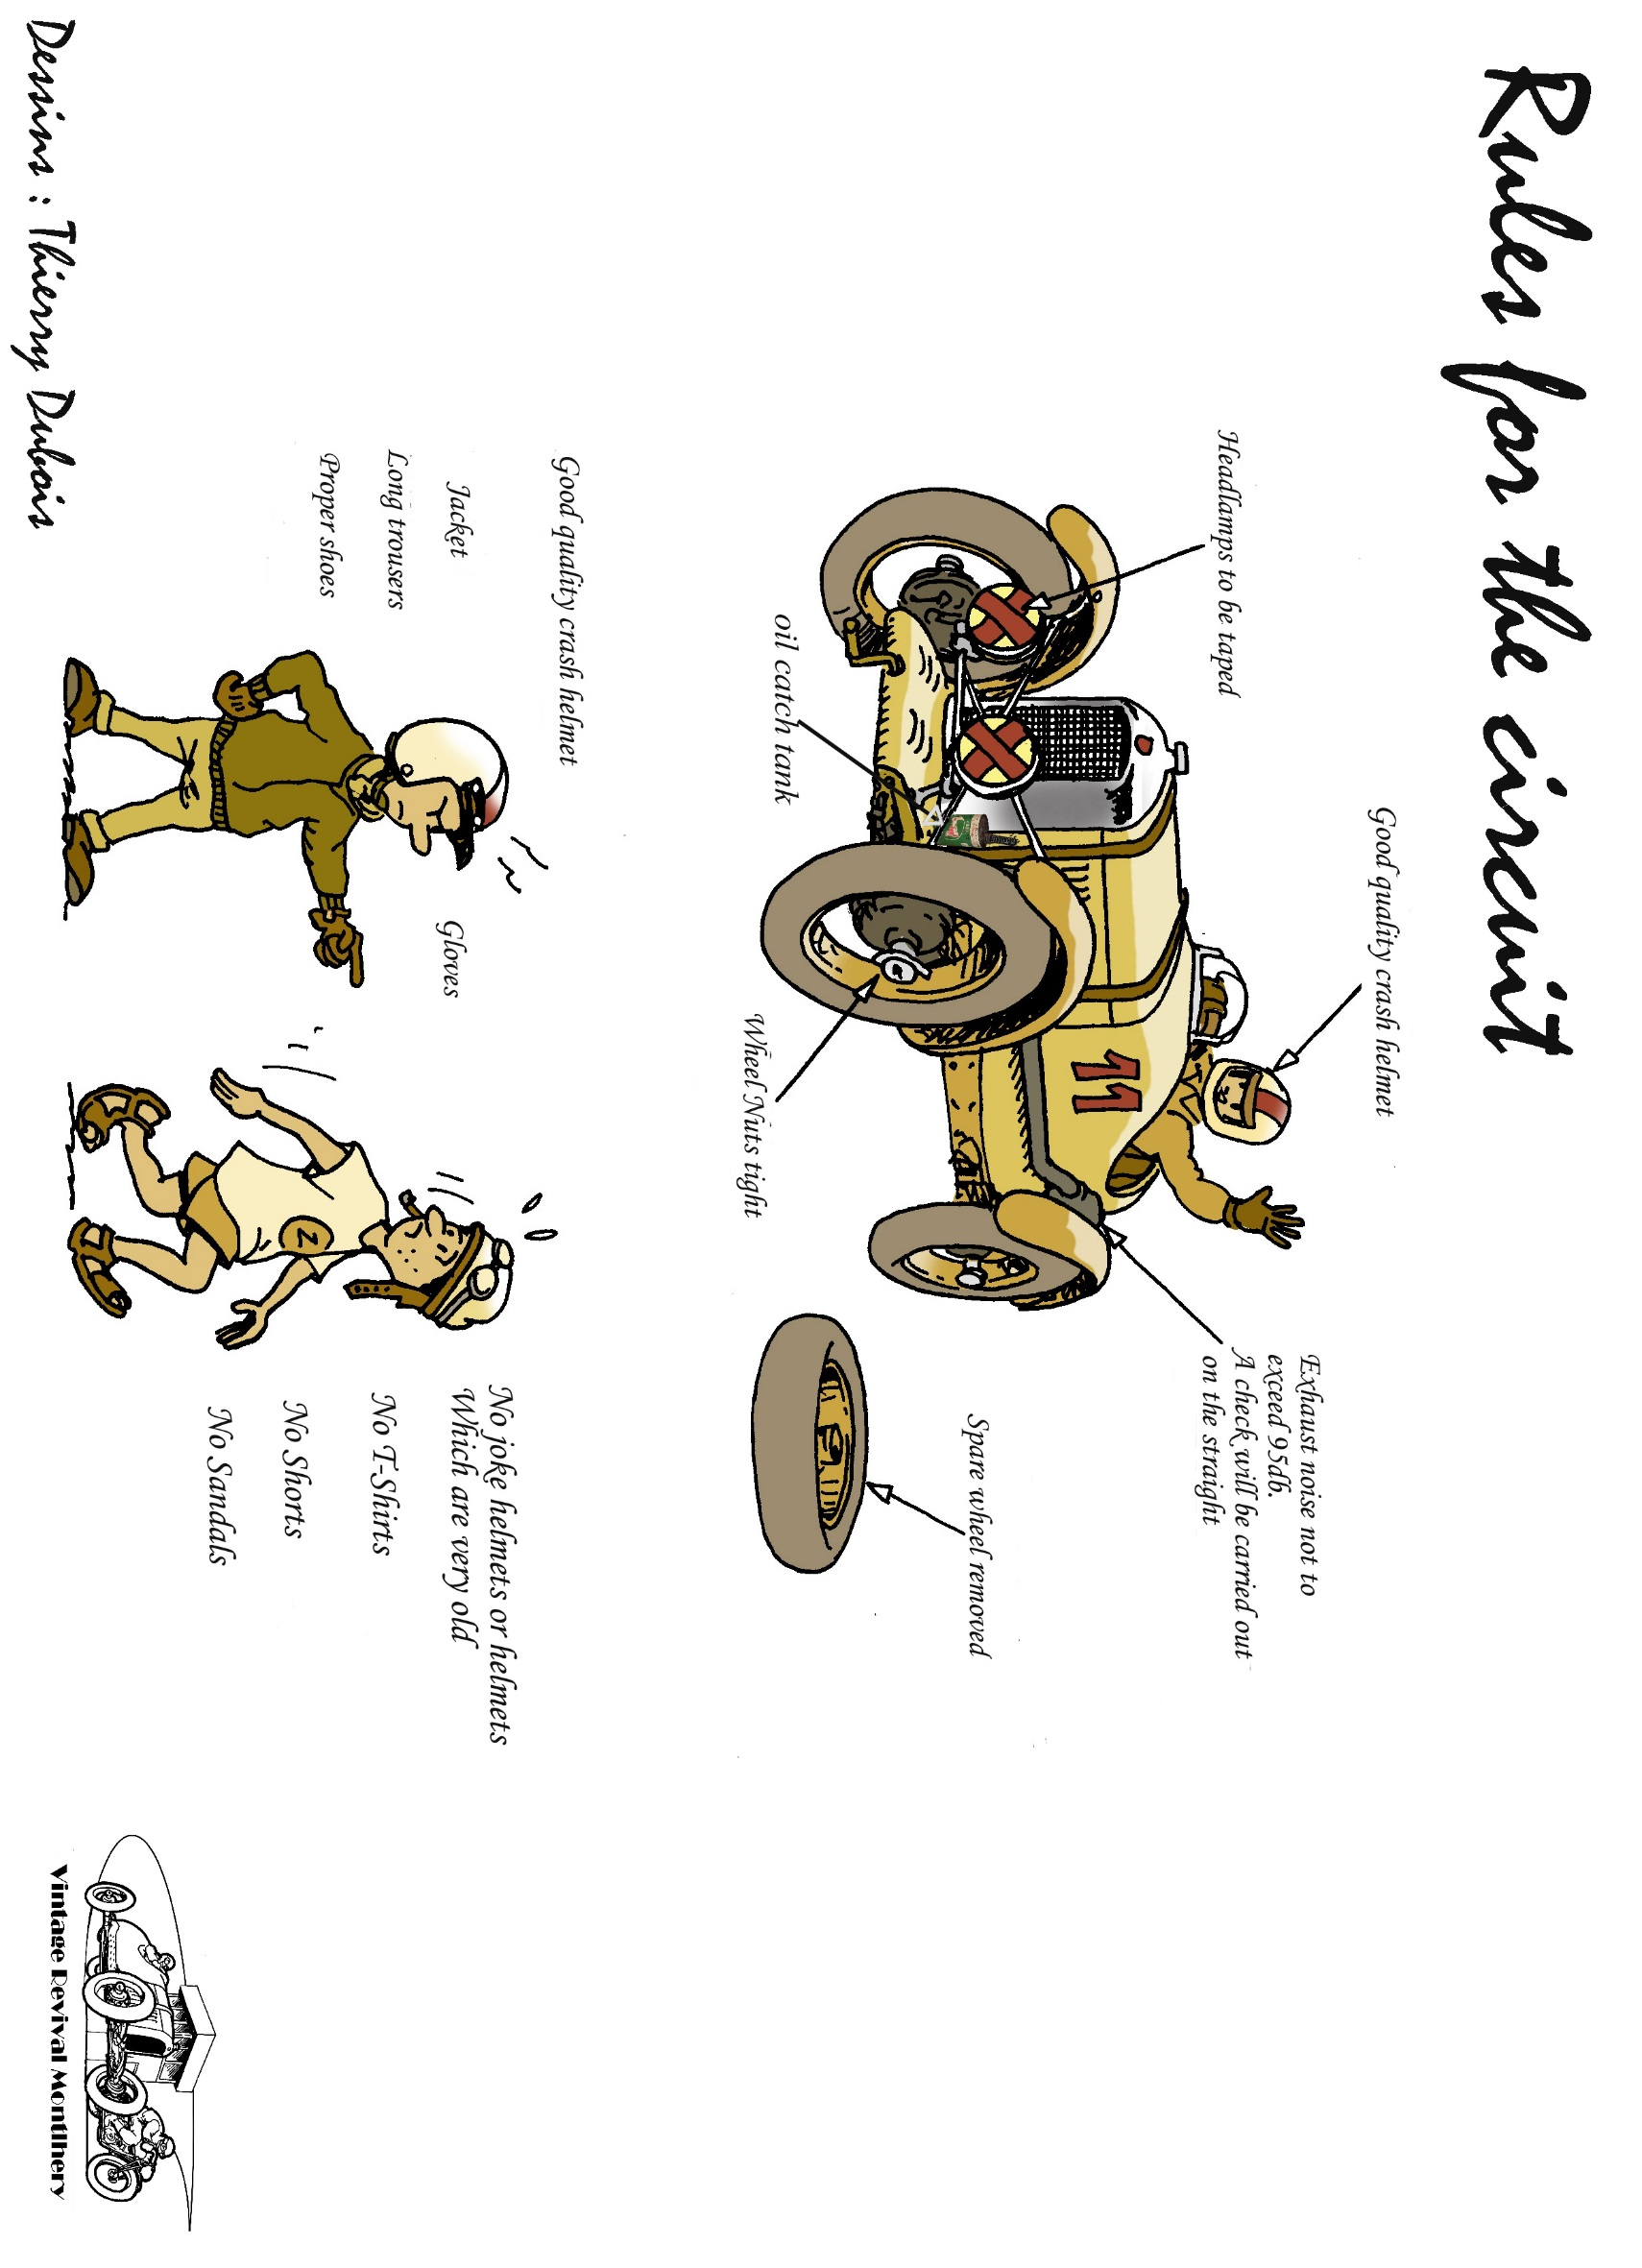 Rules for the circuit
Good quality crash helmet
Headlamps to be taped
Exhaust noise not to
exceed 95db.
A check will be carried out
on the straight
11
Spare wheel removed
oil catch tank
Wheel Nuts tight
Good quality crash helmet
Jacket
Long trousers
Proper shoes
Gloves
2
No joke helmets or helmets
Which are very old
No T-Shirts
No Shorts
No Sandals
Dessins : Thierry Dubois
Vintage Revival Montlhery